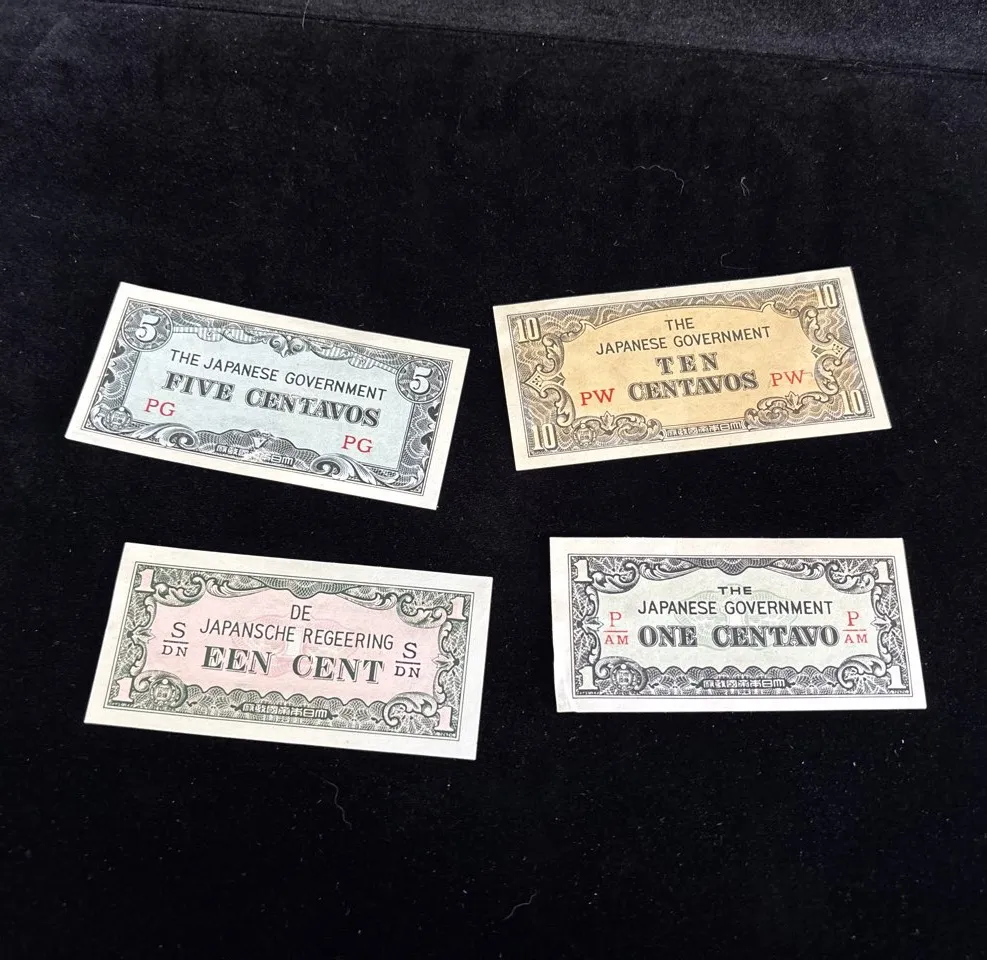 5
THE JAPANESE GOVERNMENT
5
FIVE CENTAVOS
PG
PG
10
10
THE
JAPANESE GOVERNMENT
TEN
CENTAVOS
PW
PW
10
10
1
1
DE
JAPANSCHE REGEERING
EEN CENT
S
DN
S
DN
1
1
1
1
THE
JAPANESE GOVERNMENT
ONE CENTAVO
P
AM
P
AM
1
1